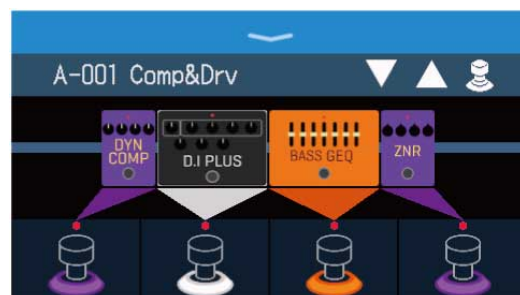 A-001 Comp&Drv
DYN
COMP
D.I PLUS
BASS GEQ
ZNR